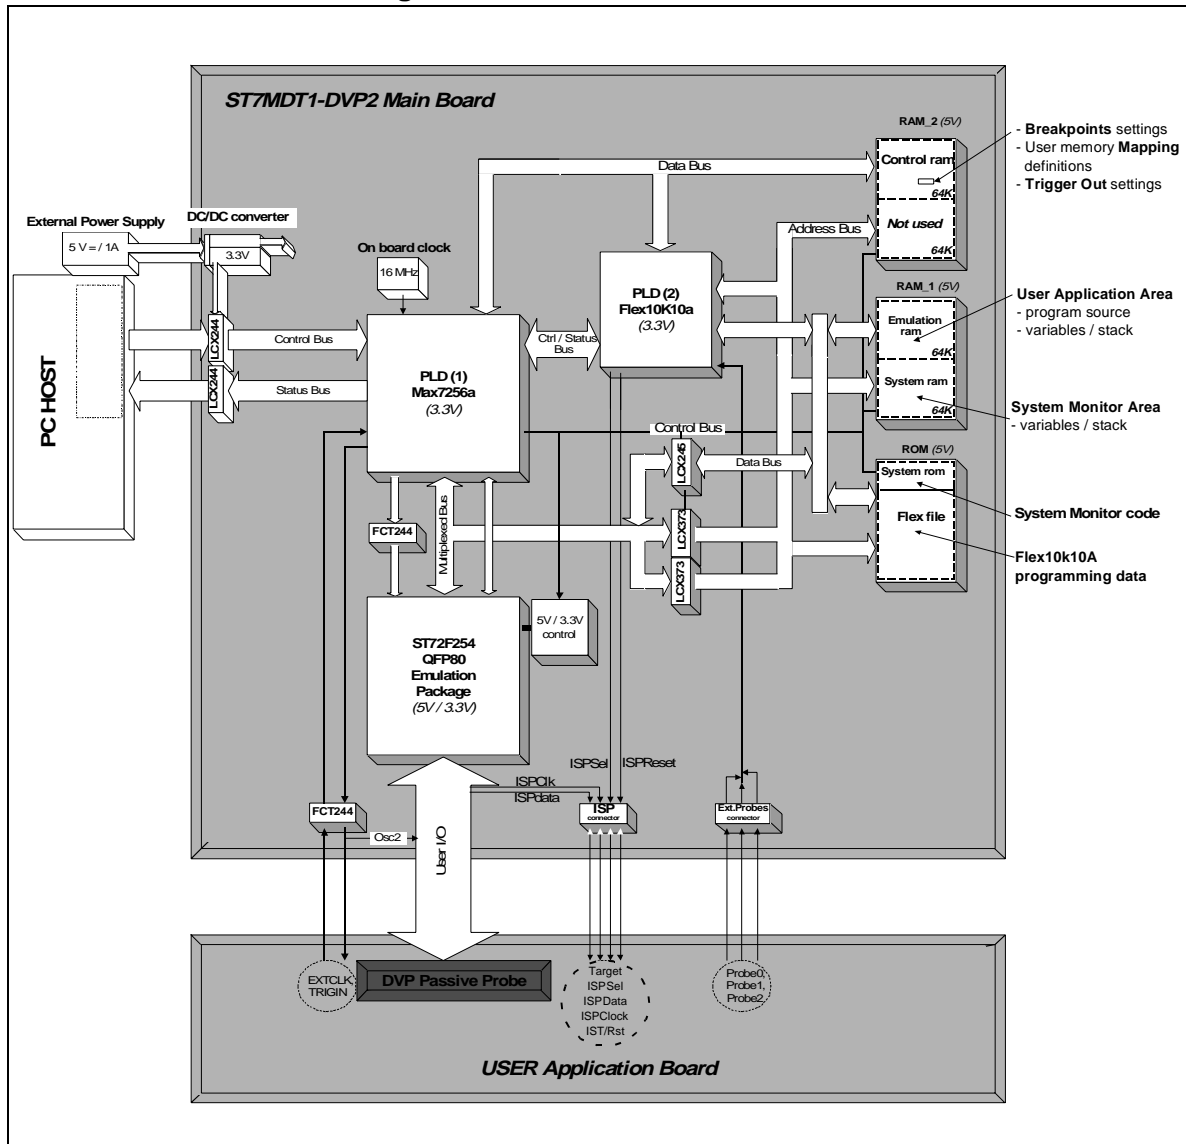 ST7MDT1-DVP2 Main Board
RAM_2 (5V)
- Breakpoints settings
- User memory Mapping
definitions
- Trigger Out settings
Control ram
64K
Not used
64K
Data Bus
Address Bus
External Power Supply
DC/DC converter
5 V = / 1A
3.3V
On board clock
16 MHz
PLD (2)
Flex10K10a
(3.3V)
RAM_1 (5V)
User Application Area
- program source
- variables / stack
Emulation
ram
64K
System ram
64K
System Monitor Area
- variables / stack
PC HOST
LCX244
LCX244
Control Bus
Status Bus
PLD (1)
Max7256a
(3.3V)
Ctrl / Status
Bus
Control Bus
LCX245
Data Bus
ROM (5V)
System rom
Flex file
System Monitor code
Flex10k10A
programming data
FCT244
Multiplexed Bus
LCX373
LCX373
ST72F254
QFP80
Emulation
Package
(5V / 3.3V)
5V / 3.3V
control
ISPSel
ISPReset
ISPClk
ISPdata
FCT244
Osc2
User I/O
ISP
connector
Ext.Probes
connector
EXTCLK,
TRIGIN
DVP Passive Probe
Target
ISPSel
ISPData
ISPClock
IST/Rst
Probe0,
Probe1,
Probe2,
USER Application Board